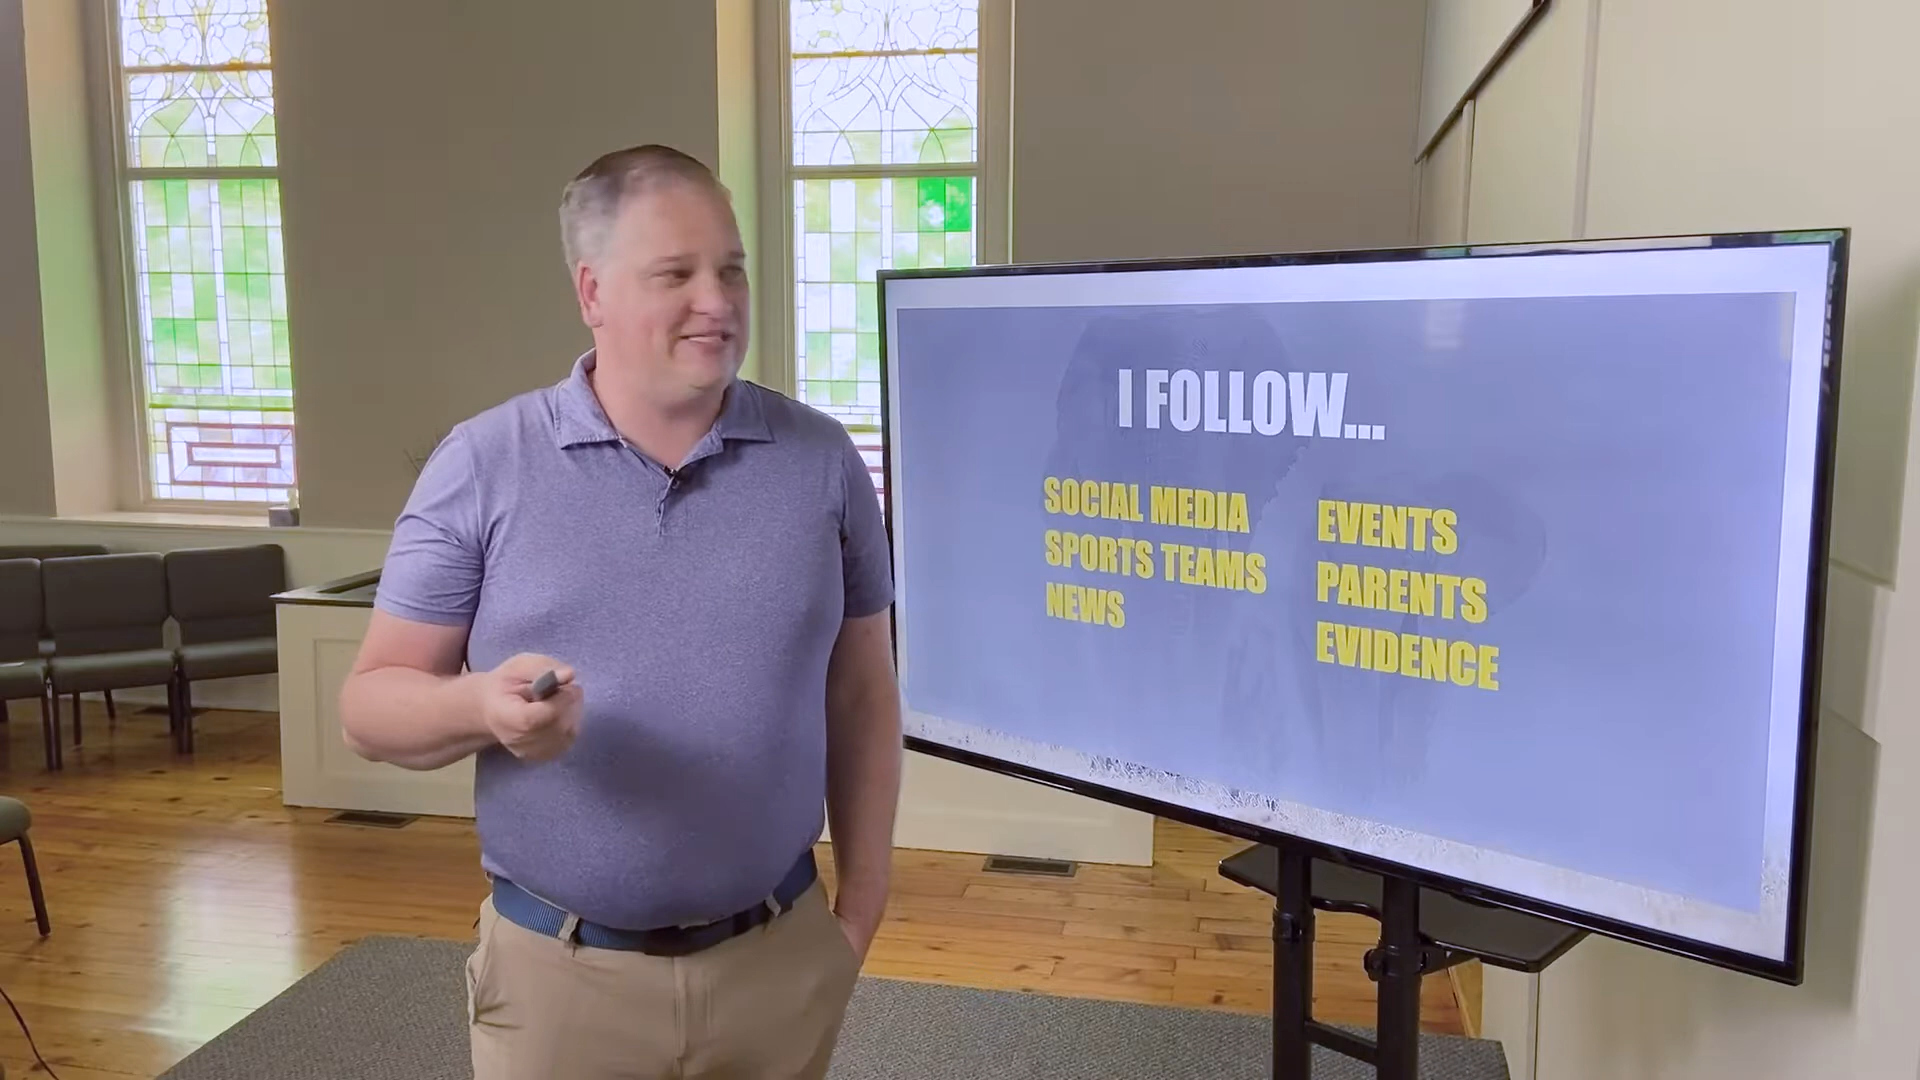 I FOLLOW...
SOCIAL MEDIA
SPORTS TEAMS
NEWS
EVENTS
PARENTS
EVIDENCE